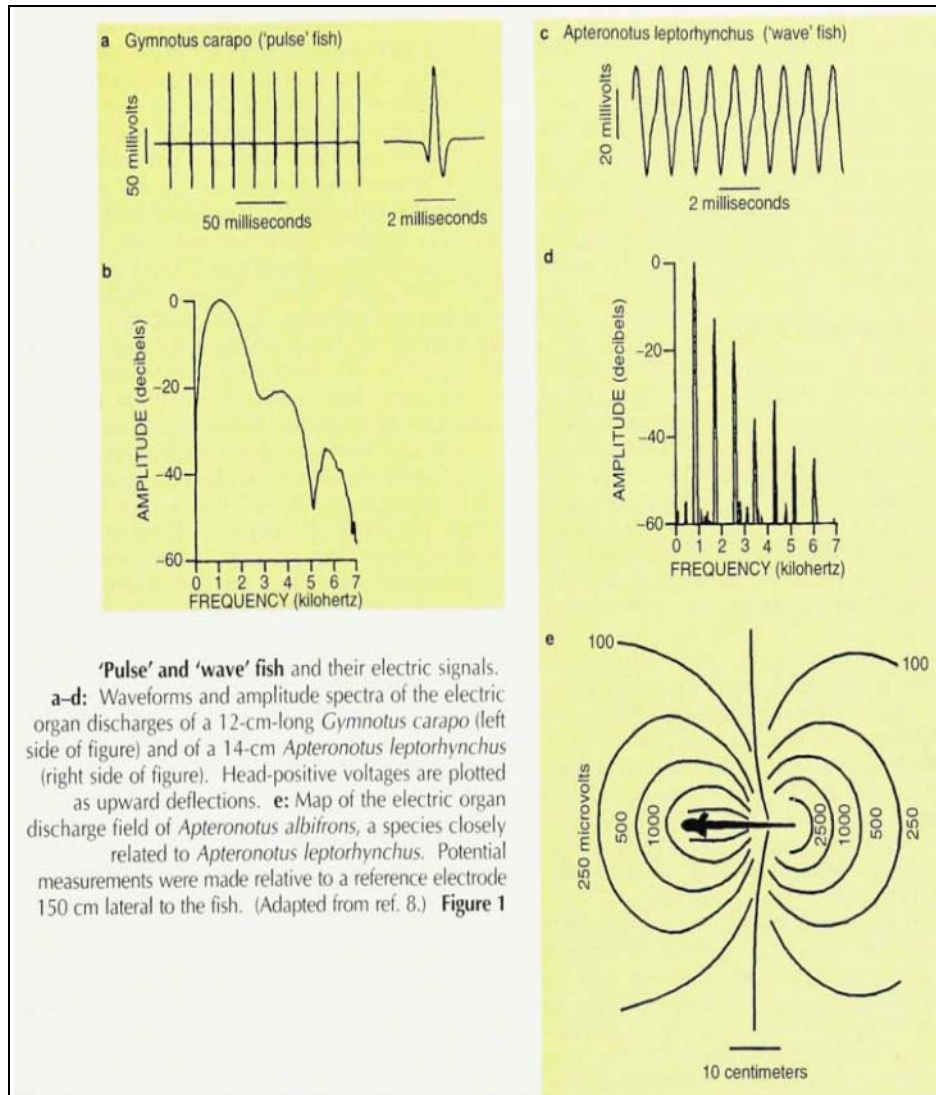 a Gymnotus carapo ('pulse' fish)
50 millivolts
50 milliseconds
2 milliseconds
b
AMPLITUDE (decibels)
0
−20
−40
−60
0 1 2 3 4 5 6 7
FREQUENCY (kilohertz)
'Pulse' and 'wave' fish and their electric signals.
a–d: Waveforms and amplitude spectra of the electric
organ discharges of a 12-cm-long Gymnotus carapo (left
side of figure) and of a 14-cm Apteronotus leptorhynchus
(right side of figure). Head-positive voltages are plotted
as upward deflections. e: Map of the electric organ
discharge field of Apteronotus albifrons, a species closely
related to Apteronotus leptorhynchus. Potential
measurements were made relative to a reference electrode
150 cm lateral to the fish. (Adapted from ref. 8.) Figure 1
c Apteronotus leptorhynchus ('wave' fish)
20 millivolts
2 milliseconds
d
AMPLITUDE (decibels)
0
−20
−40
−60
0 1 2 3 4 5 6 7
FREQUENCY (kilohertz)
e
100
100
250 microvolts
500
1000
2500
1000
500
250
10 centimeters